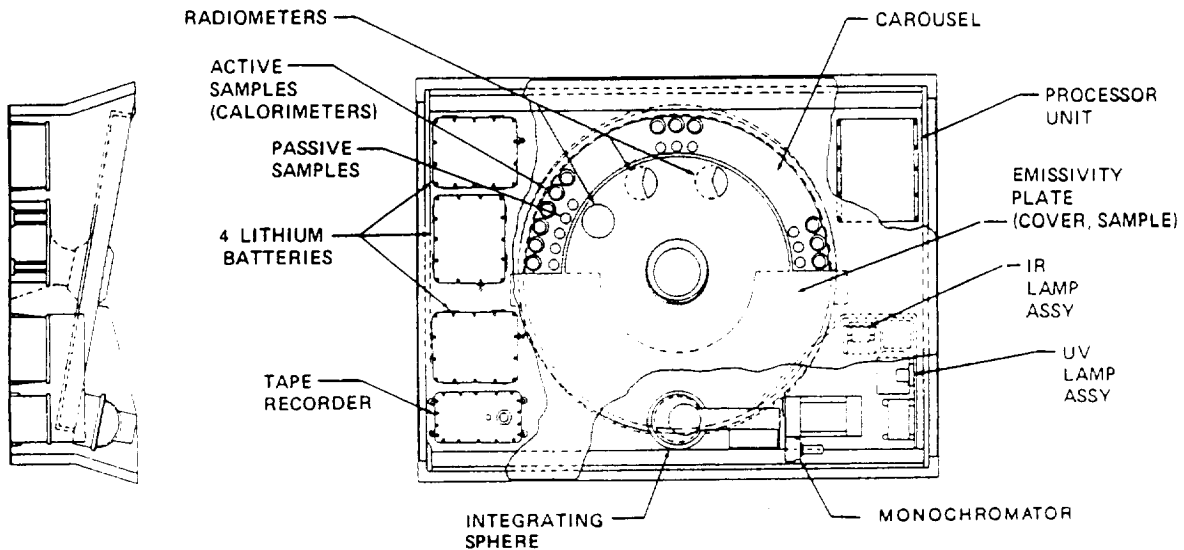 RADIOMETERS
CAROUSEL
ACTIVE
SAMPLES
(CALORIMETERS)
PROCESSOR
UNIT
PASSIVE
SAMPLES
EMISSIVITY
PLATE
(COVER, SAMPLE)
4 LITHIUM
BATTERIES
IR
LAMP
ASSY
UV
LAMP
ASSY
TAPE
RECORDER
INTEGRATING
SPHERE
MONOCHROMATOR